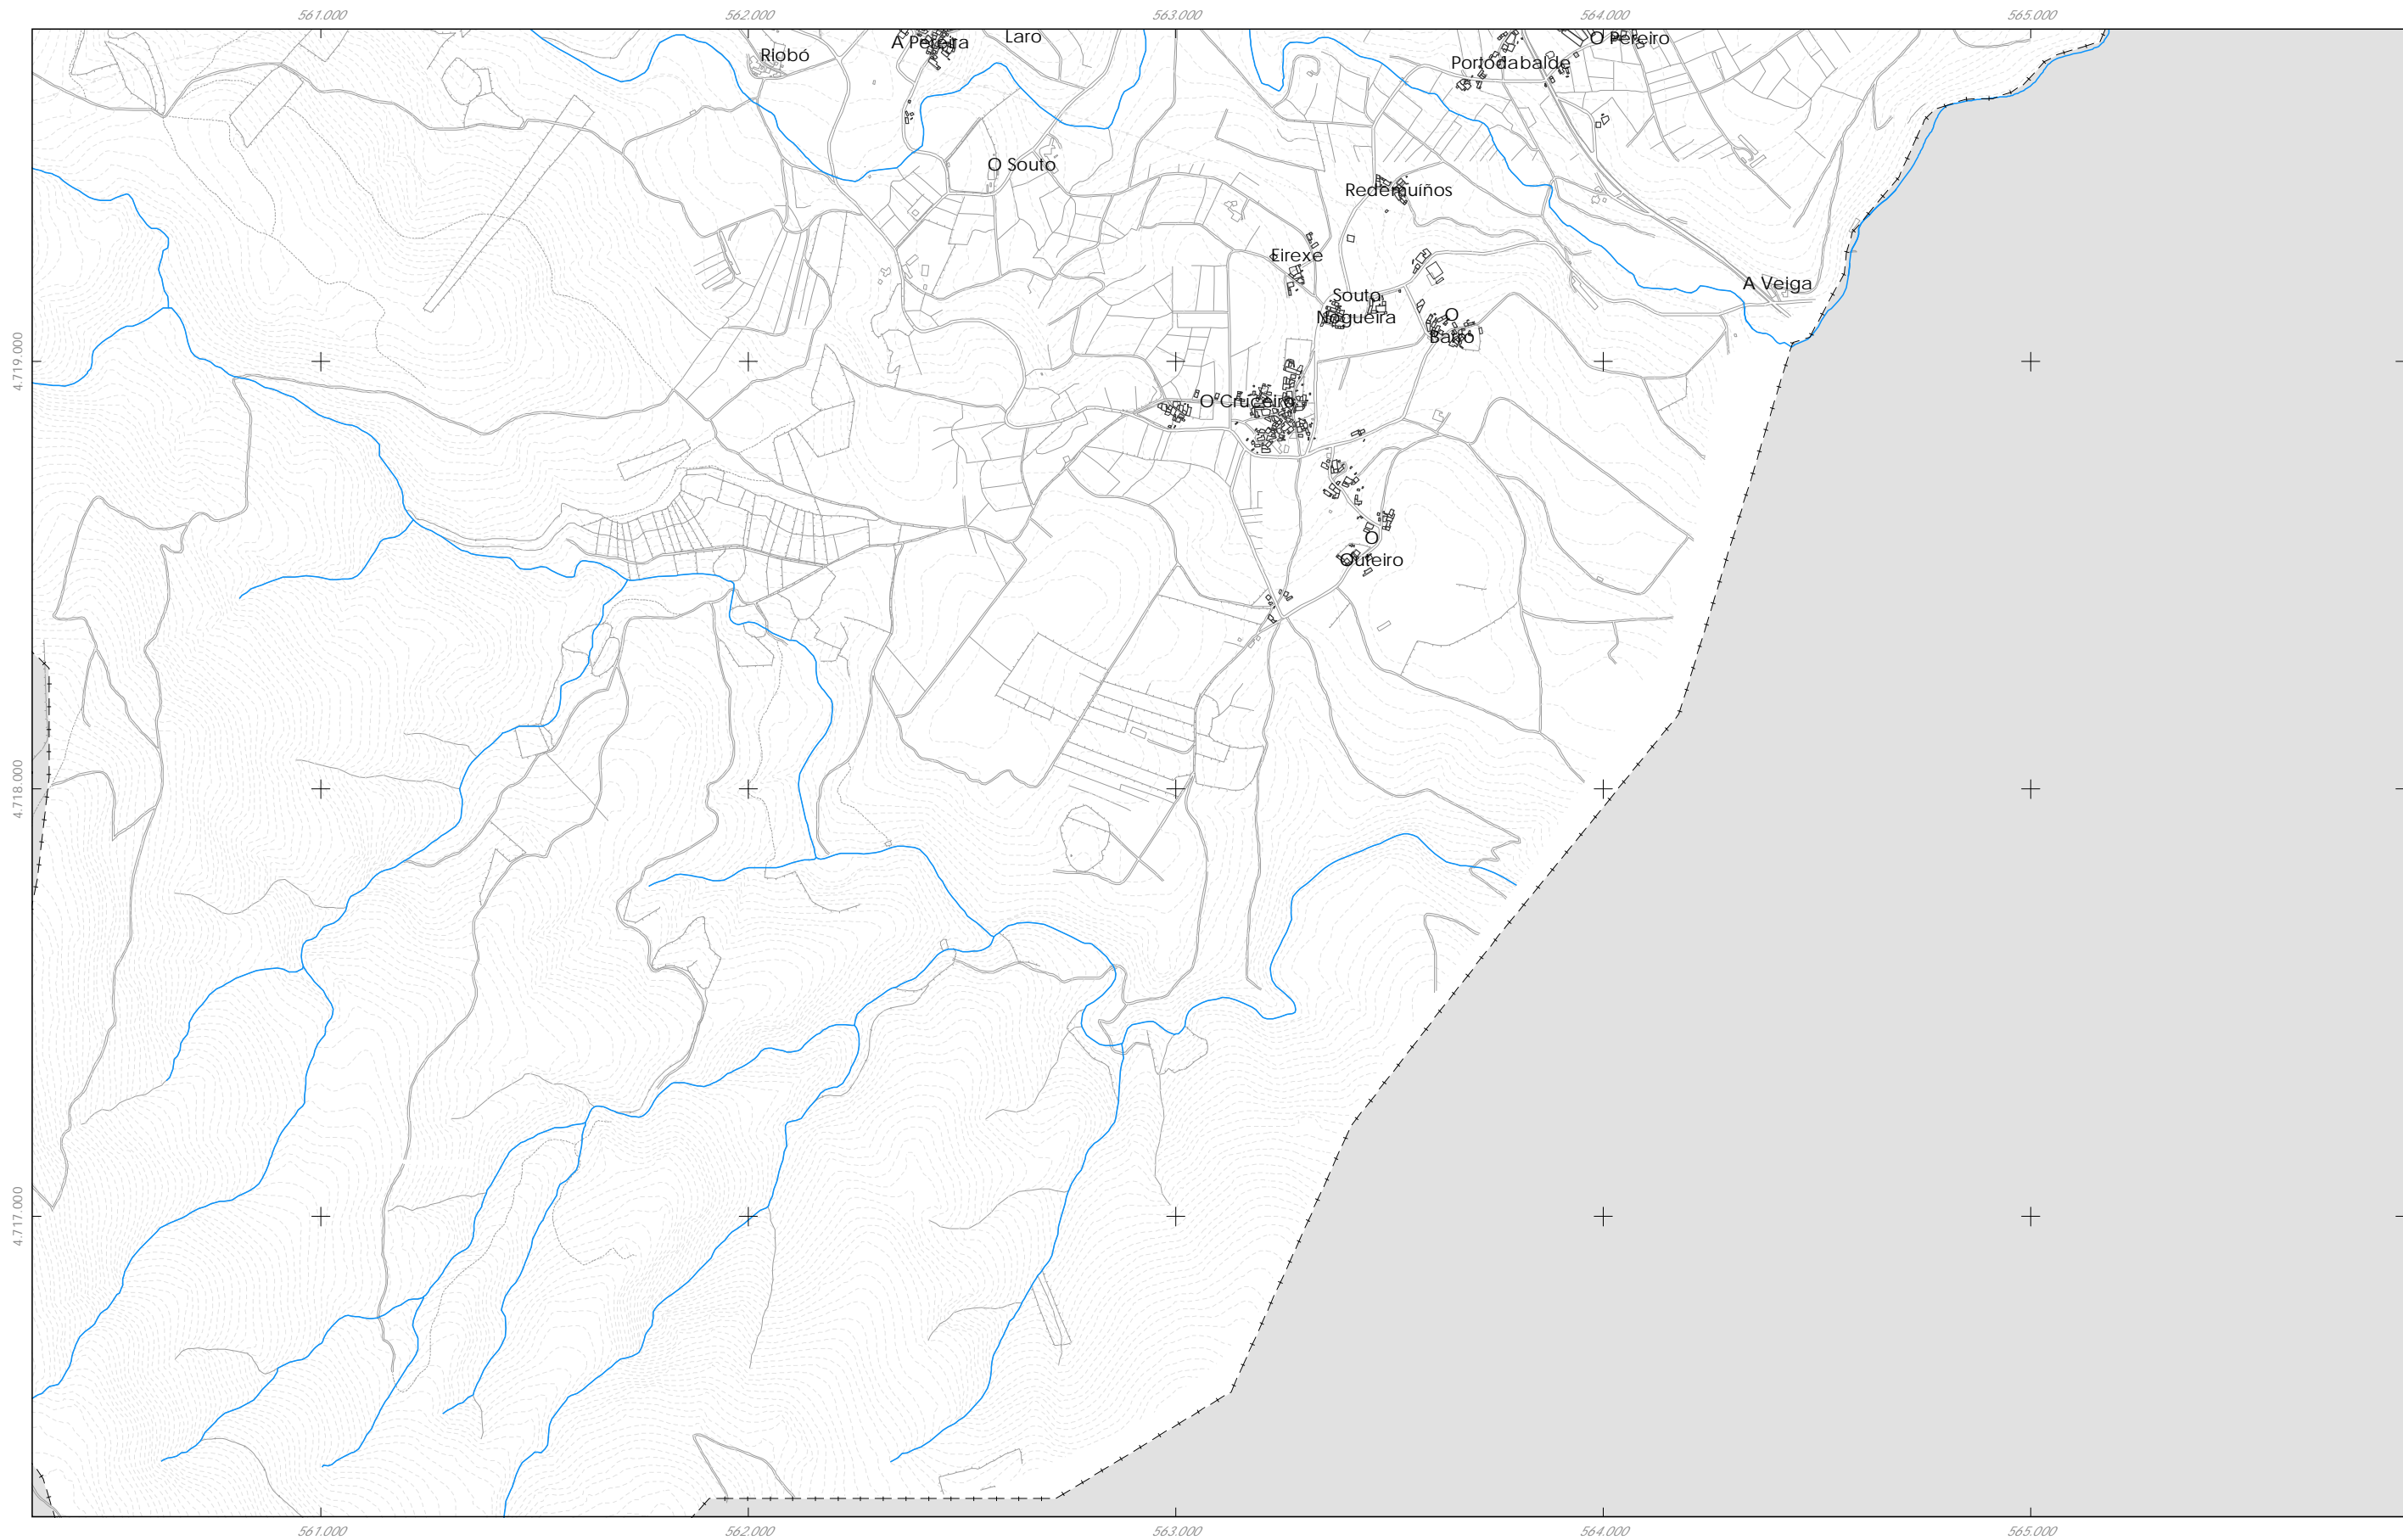 561.000
562.000
563.000
564.000
565.000
Riobó
A Pereira
Laro
O Pereiro
Portodabalde
O Souto
Redemuíños
Eirexe
A Veiga
Souto
Nogueira
O
Barro
4.719.000
O Cruceiro
O
Outeiro
4.718.000
4.717.000
561.000
562.000
563.000
564.000
565.000